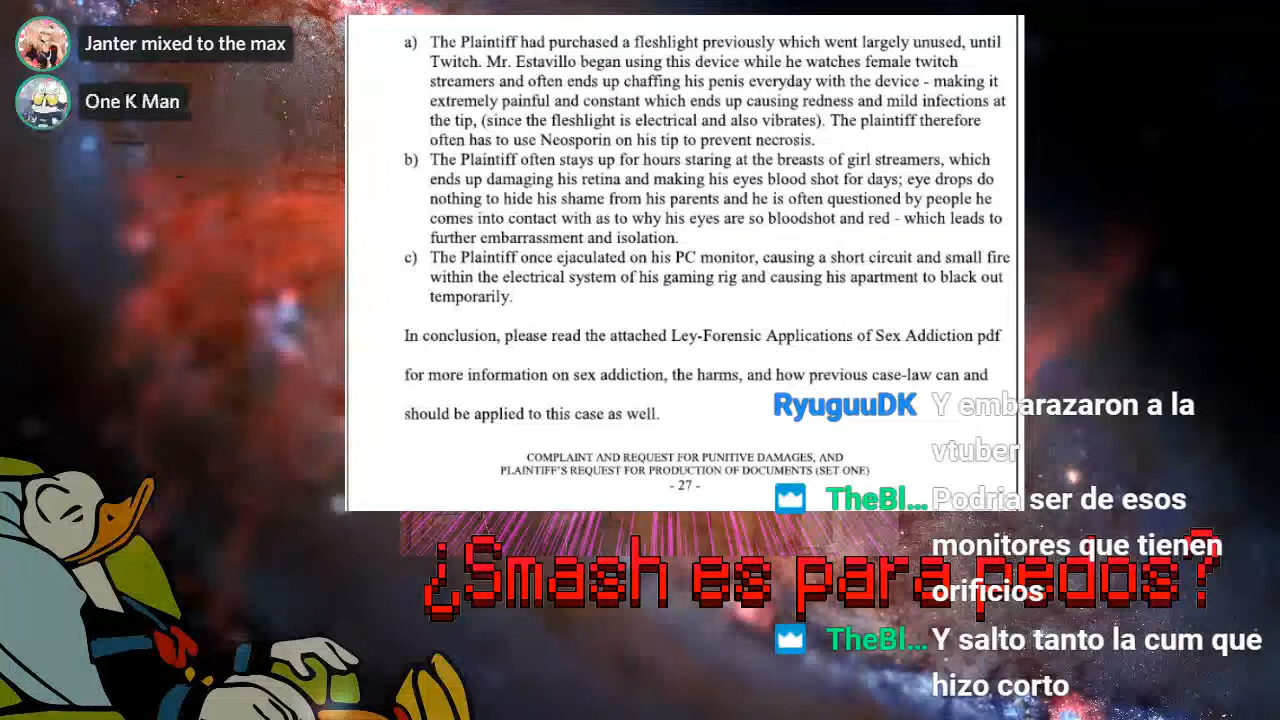 Janter mixed to the max
One K Man
a) The Plaintiff had purchased a fleshlight previously which went largely unused, until
Twitch. Mr. Estavillo began using this device while he watches female twitch
streamers and often ends up chaffing his penis everyday with the device - making it
extremely painful and constant which ends up causing redness and mild infections at
the tip, (since the fleshlight is electrical and also vibrates). The plaintiff therefore
often has to use Neosporin on his tip to prevent necrosis.
b) The Plaintiff often stays up for hours staring at the breasts of girl streamers, which
ends up damaging his retina and making his eyes blood shot for days; eye drops do
nothing to hide his shame from his parents and he is often questioned by people he
comes into contact with as to why his eyes are so bloodshot and red - which leads to
further embarrassment and isolation.
c) The Plaintiff once ejaculated on his PC monitor, causing a short circuit and small fire
within the electrical system of his gaming rig and causing his apartment to black out
temporarily.
In conclusion, please read the attached Ley-Forensic Applications of Sex Addiction pdf
for more information on sex addiction, the harms, and how previous case-law can and
should be applied to this case as well.
COMPLAINT AND REQUEST FOR PUNITIVE DAMAGES, AND
PLAINTIFF'S REQUEST FOR PRODUCTION OF DOCUMENTS (SET ONE)
- 27 -
RyuguuDK Y embarazaron a la
vtuber
TheBl... Podria ser de esos
monitores que tienen
orificios
TheBl... Y salto tanto la cum que
hizo corto
¿Smash es para pedos?